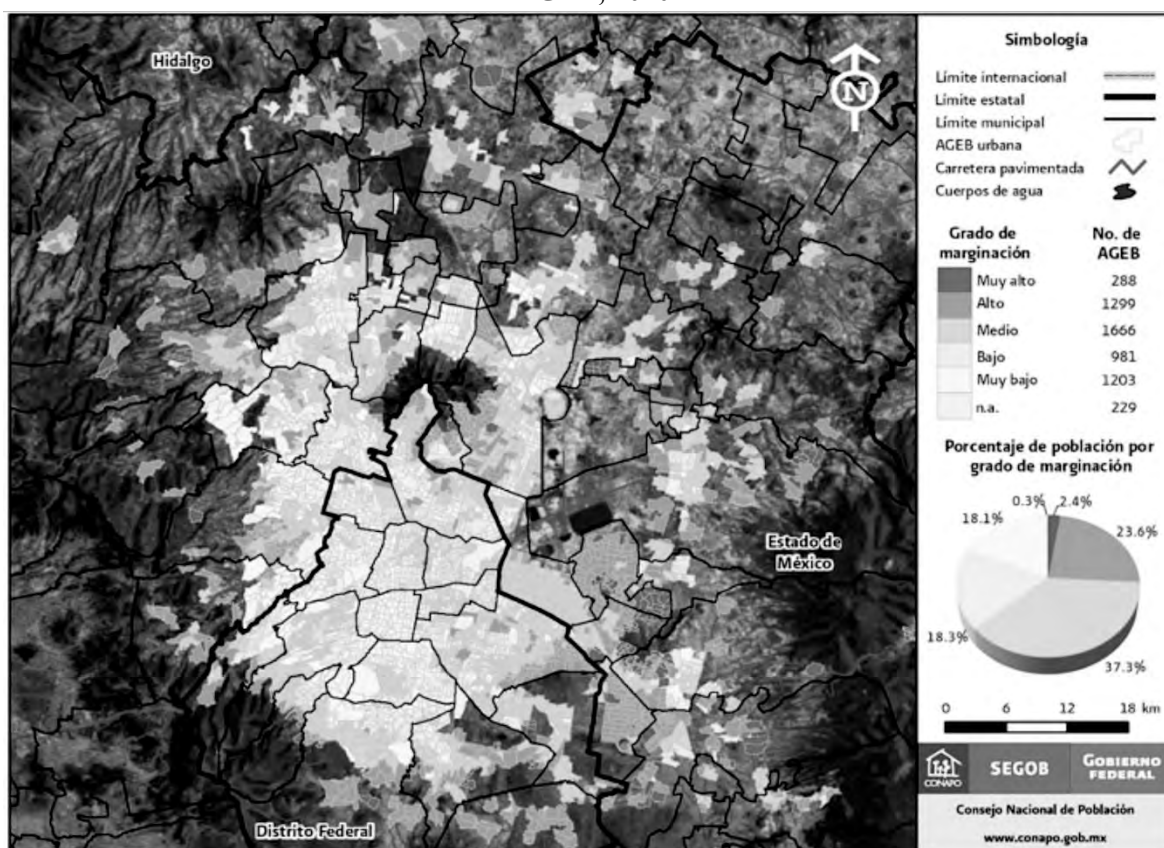 Hidalgo
N
Estado de
México
Distrito Federal
Simbología
Límite internacional
Límite estatal
Límite municipal
AGEB urbana
Carretera pavimentada
Cuerpos de agua
Grado de marginación No. de AGEB
Muy alto 288
Alto 1299
Medio 1666
Bajo 981
Muy bajo 1203
n.a. 229
Porcentaje de población por
grado de marginación
0.3% 2.4%
18.1% 23.6%
18.3%
37.3%
0 6 12 18 km
CONAPO SEGOB GOBIERNO FEDERAL
Consejo Nacional de Población
www.conapo.gob.mx